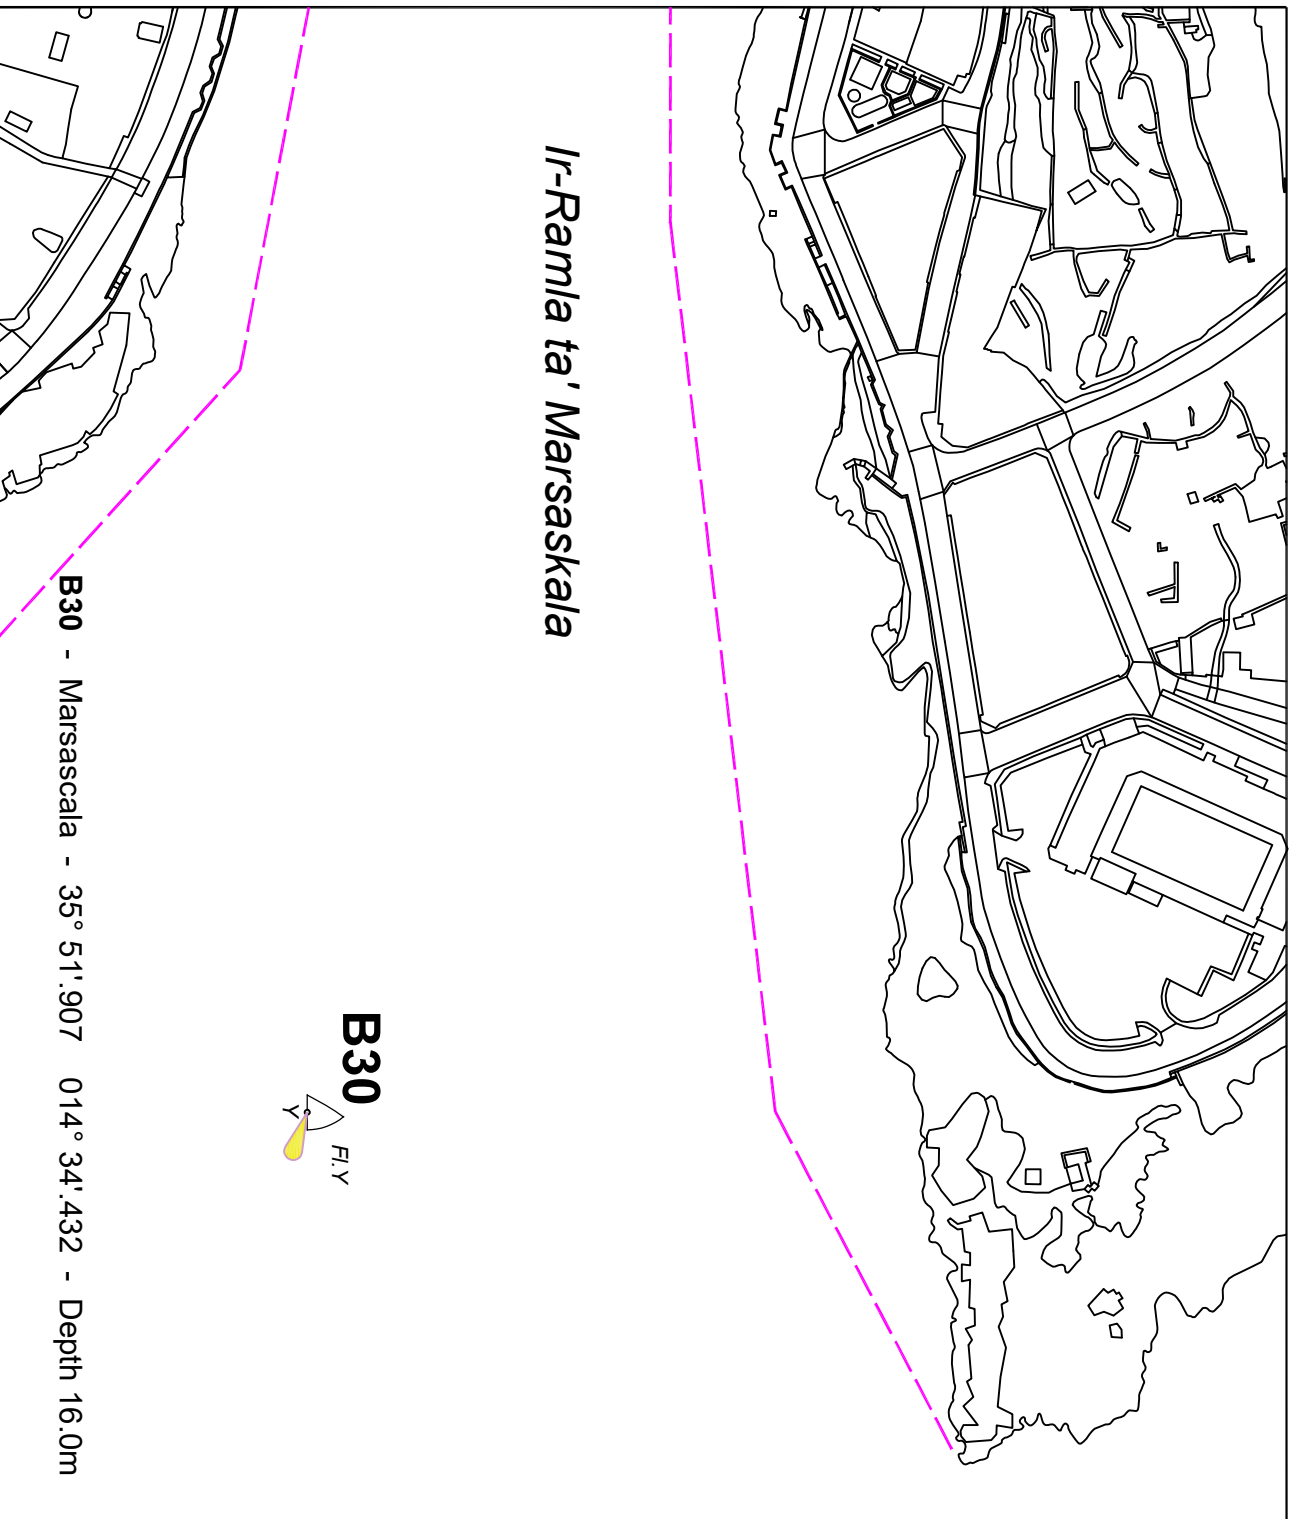 Ir-Ramla ta' Marsaskala
B30
Fl.Y
Y
B30 - Marsascala - 35° 51'.907 014° 34'.432 - Depth 16.0m